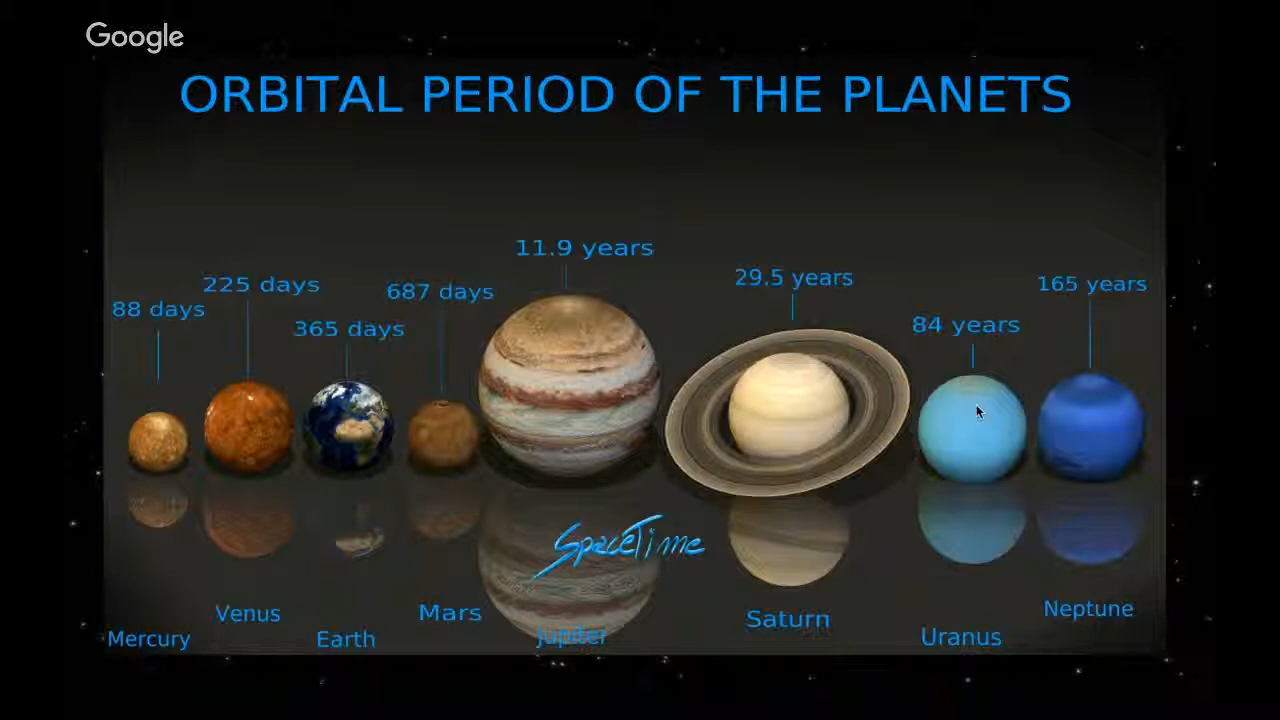 Google
ORBITAL PERIOD OF THE PLANETS
88 days
225 days
365 days
687 days
11.9 years
29.5 years
84 years
165 years
SpaceTime
Mercury
Venus
Earth
Mars
Jupiter
Saturn
Uranus
Neptune